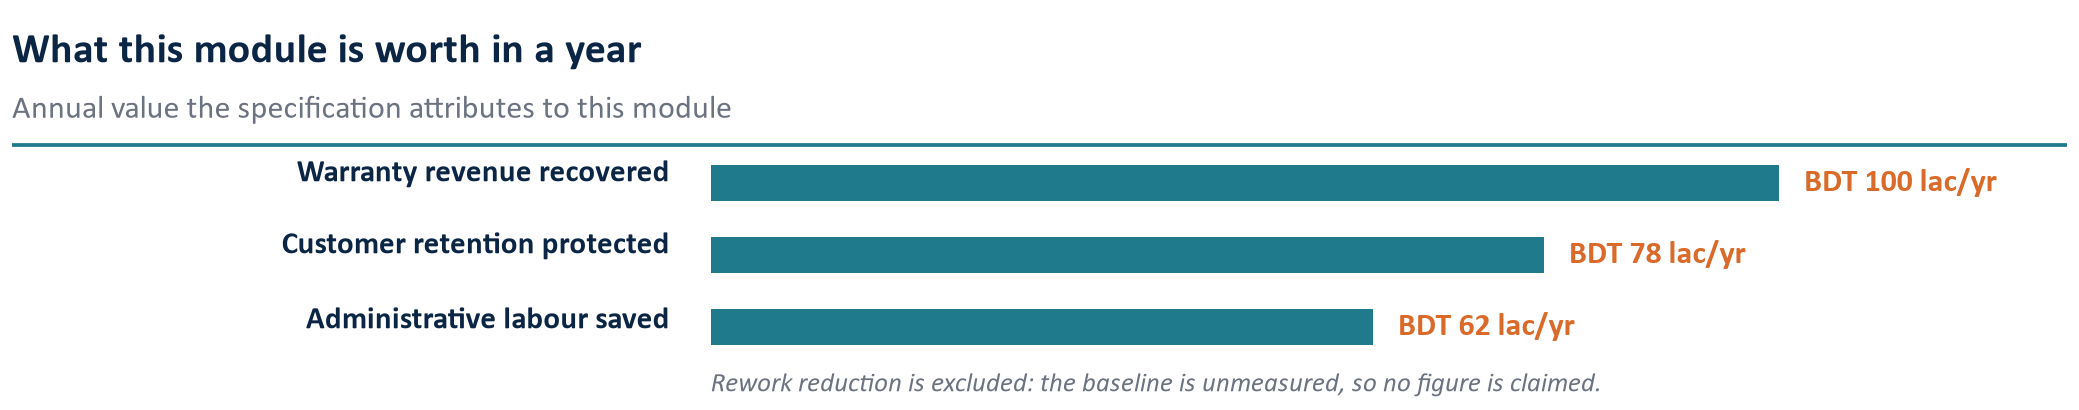 What this module is worth in a year
Annual value the specification attributes to this module
Warranty revenue recovered
BDT 100 lac/yr
Customer retention protected
BDT 78 lac/yr
Administrative labour saved
BDT 62 lac/yr
Rework reduction is excluded: the baseline is unmeasured, so no figure is claimed.